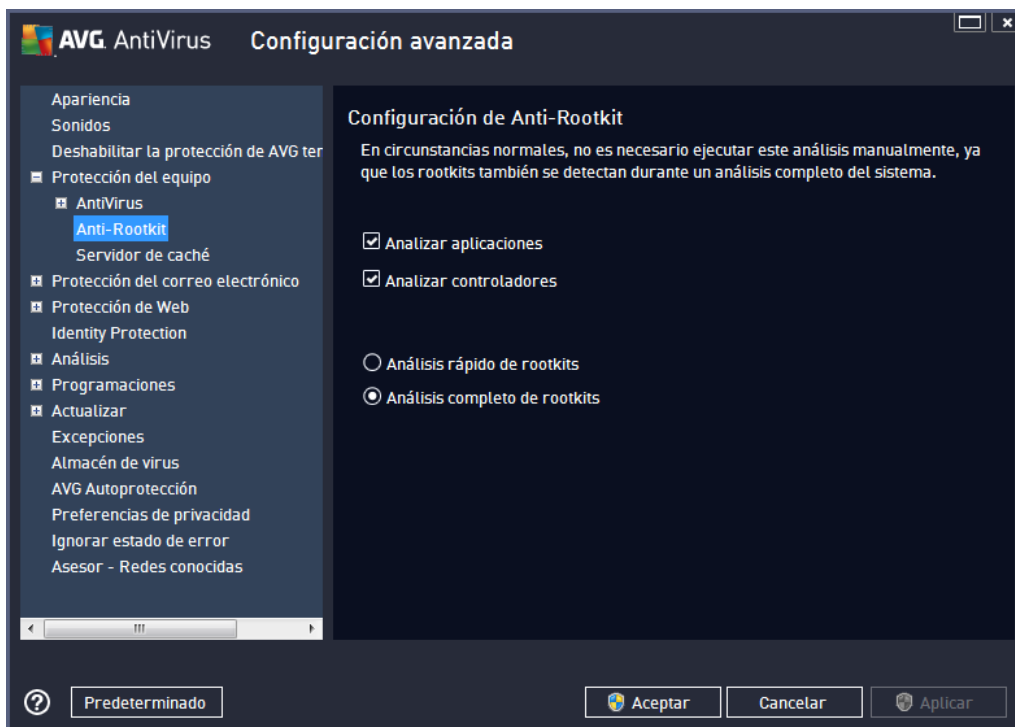 AVG. AntiVirus Configuración avanzada
Apariencia
Sonidos
Deshabilitar la protección de AVG ter
Protección del equipo
AntiVirus
Anti-Rootkit
Servidor de caché
Protección del correo electrónico
Protección de Web
Identity Protection
Análisis
Programaciones
Actualizar
Excepciones
Almacén de virus
AVG Autoprotección
Preferencias de privacidad
Ignorar estado de error
Asesor - Redes conocidas
Configuración de Anti-Rootkit
En circunstancias normales, no es necesario ejecutar este análisis manualmente, ya
que los rootkits también se detectan durante un análisis completo del sistema.
Analizar aplicaciones
Analizar controladores
Análisis rápido de rootkits
Análisis completo de rootkits
Predeterminado
Aceptar
Cancelar
Aplicar